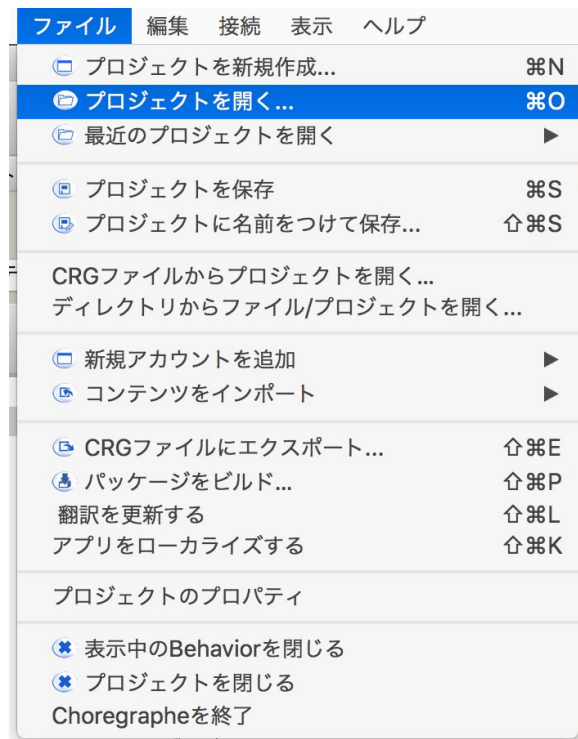 ファイル 編集 接続 表示 ヘルプ
プロジェクトを新規作成... ⌘N
プロジェクトを開く... ⌘O
最近のプロジェクトを開く ▶
プロジェクトを保存 ⌘S
プロジェクトに名前をつけて保存... ⇧⌘S
CRGファイルからプロジェクトを開く...
ディレクトリからファイル/プロジェクトを開く...
新規アカウントを追加 ▶
コンテンツをインポート ▶
CRGファイルにエクスポート... ⇧⌘E
パッケージをビルド... ⇧⌘P
翻訳を更新する ⇧⌘L
アプリをローカライズする ⇧⌘K
プロジェクトのプロパティ
表示中のBehaviorを閉じる
プロジェクトを閉じる
Choregrapheを終了